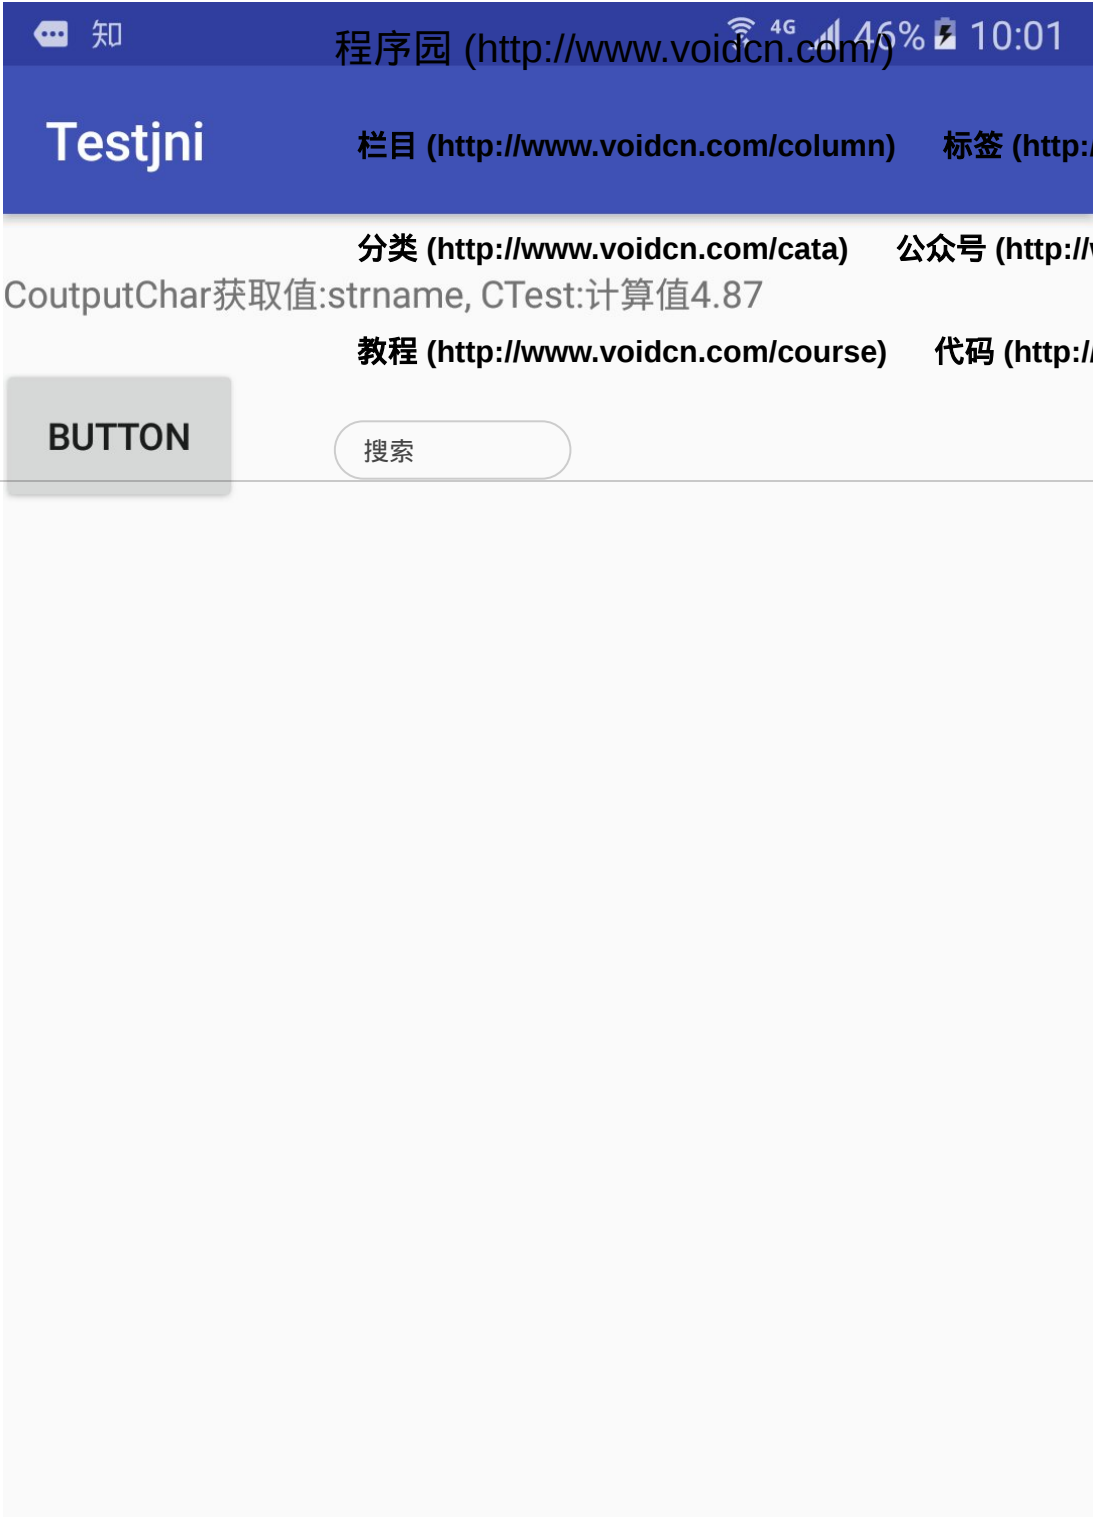 知 4G 46% 10:01
程序园 (http://www.voidcn.com/)
Testjni
栏目 (http://www.voidcn.com/column) 标签 (http:/
分类 (http://www.voidcn.com/cata) 公众号 (http://
CoutputChar获取值:strname, CTest:计算值4.87
教程 (http://www.voidcn.com/course) 代码 (http://
BUTTON
搜索